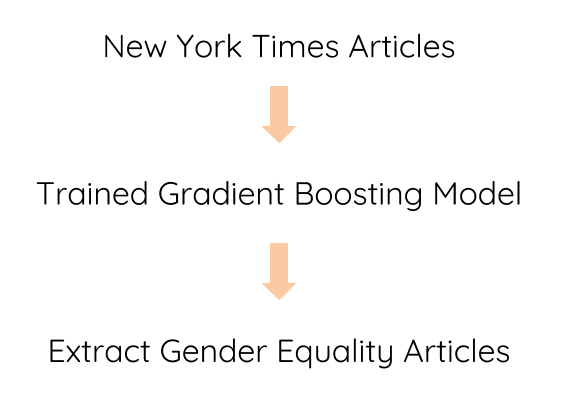 New York Times Articles
Trained Gradient Boosting Model
Extract Gender Equality Articles